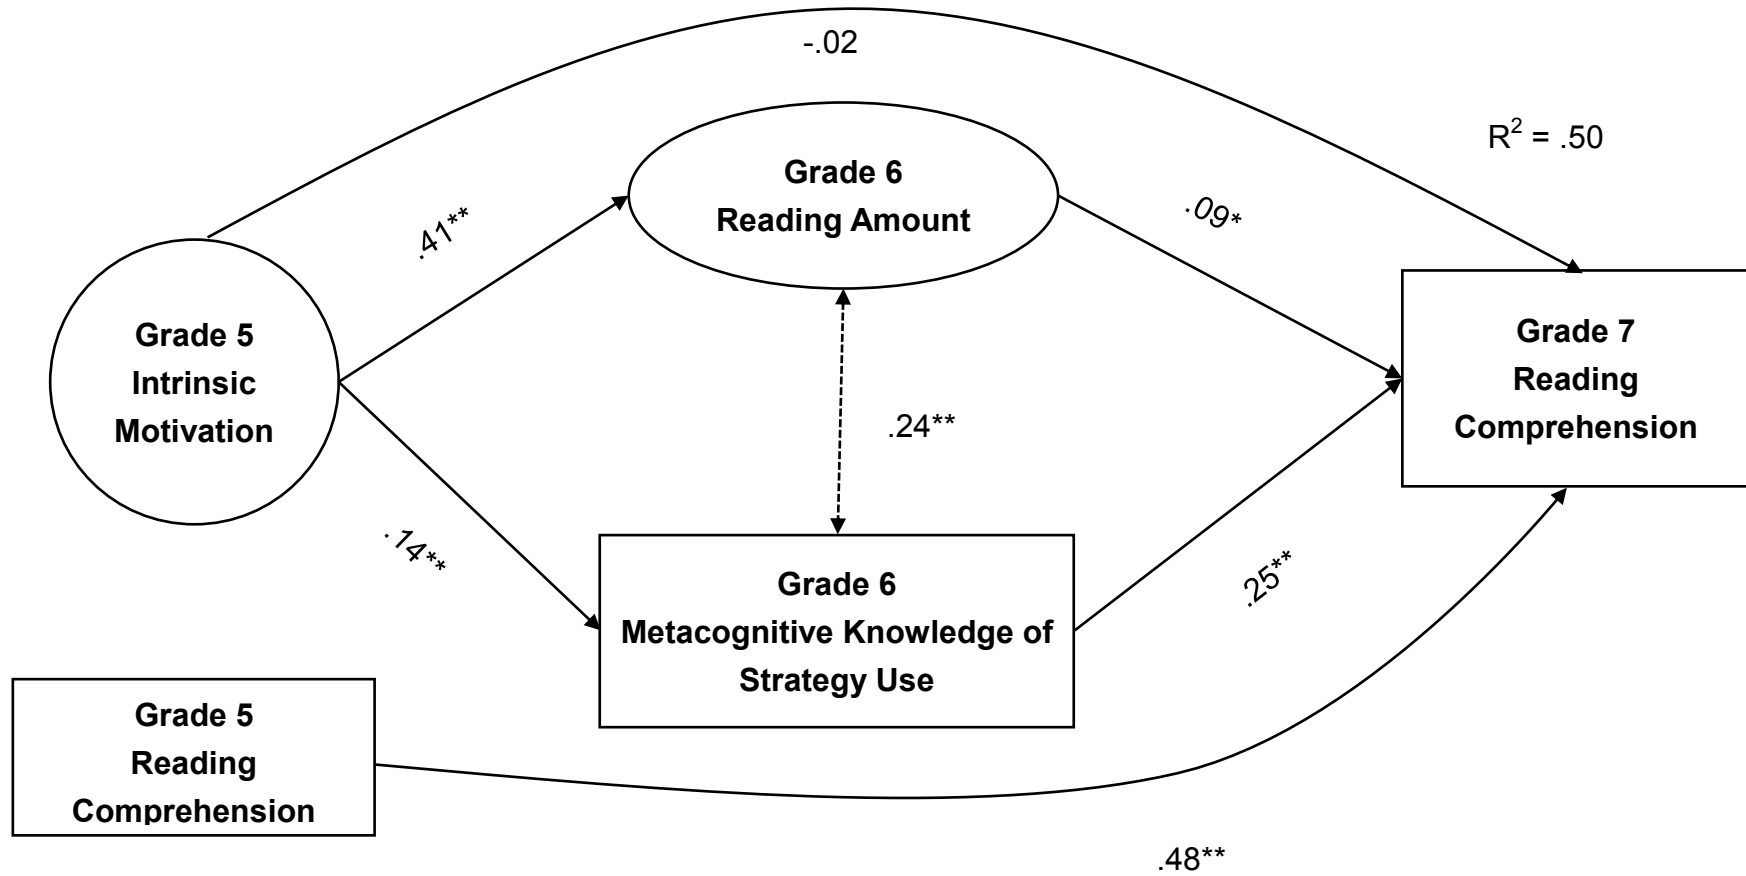 -.02
R² = .50
Grade 6
Reading Amount
.41**
.09*
Grade 5
Intrinsic
Motivation
Grade 7
Reading
Comprehension
.24**
.14**
.25**
Grade 6
Metacognitive Knowledge of
Strategy Use
Grade 5
Reading
Comprehension
.48**